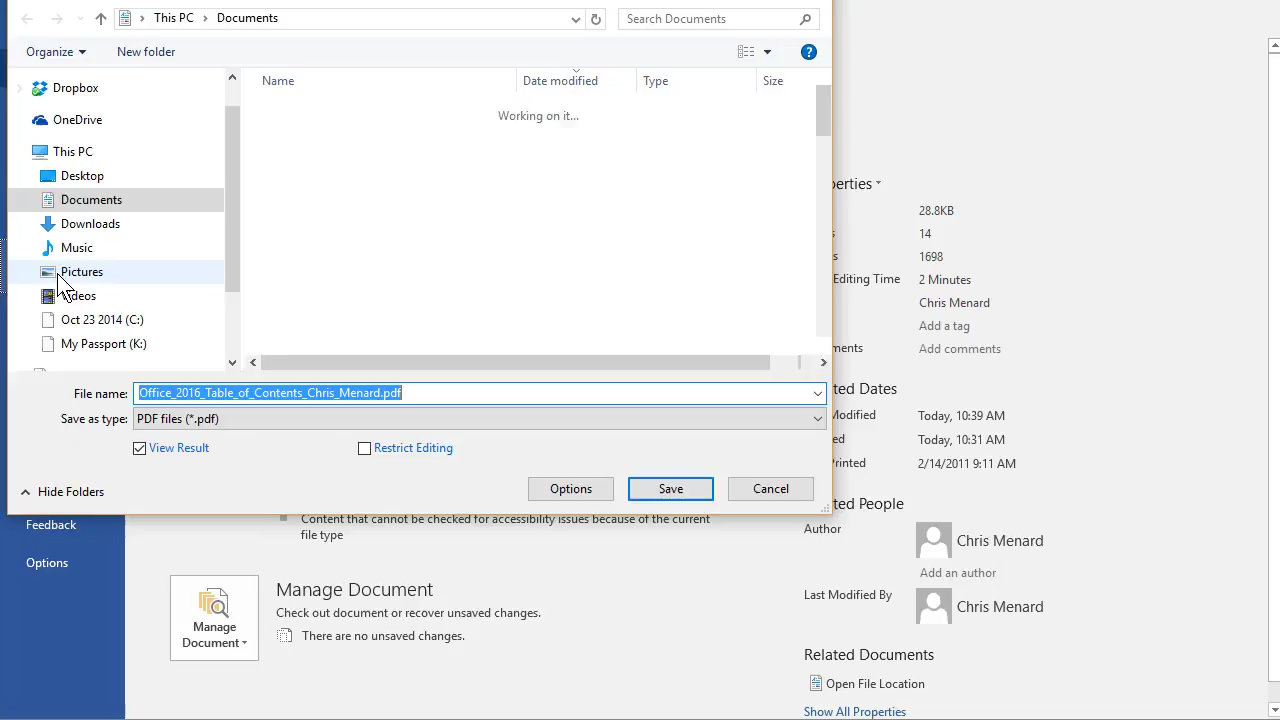 This PC > Documents
Search Documents
Organize
New folder
Name
Date modified
Type
Size
Working on it...
Dropbox
OneDrive
This PC
Desktop
Documents
Downloads
Music
Pictures
Oct 23 2014 (C:)
My Passport (K:)
File name:
Office_2016_Table_of_Contents_Chris_Menard.pdf
Save as type:
PDF files (*.pdf)
View Result
Restrict Editing
Hide Folders
Options
Save
Cancel
28.8KB
14
1698
Editing Time
2 Minutes
Chris Menard
Add a tag
Add comments
Dates
Today, 10:39 AM
Today, 10:31 AM
2/14/2011 9:11 AM
People
Author
Chris Menard
Add an author
Last Modified By
Chris Menard
Related Documents
Open File Location
Show All Properties
Feedback
Options
Content that cannot be checked for accessibility issues because of the current
file type
Manage
Document
Manage Document
Check out document or recover unsaved changes.
There are no unsaved changes.